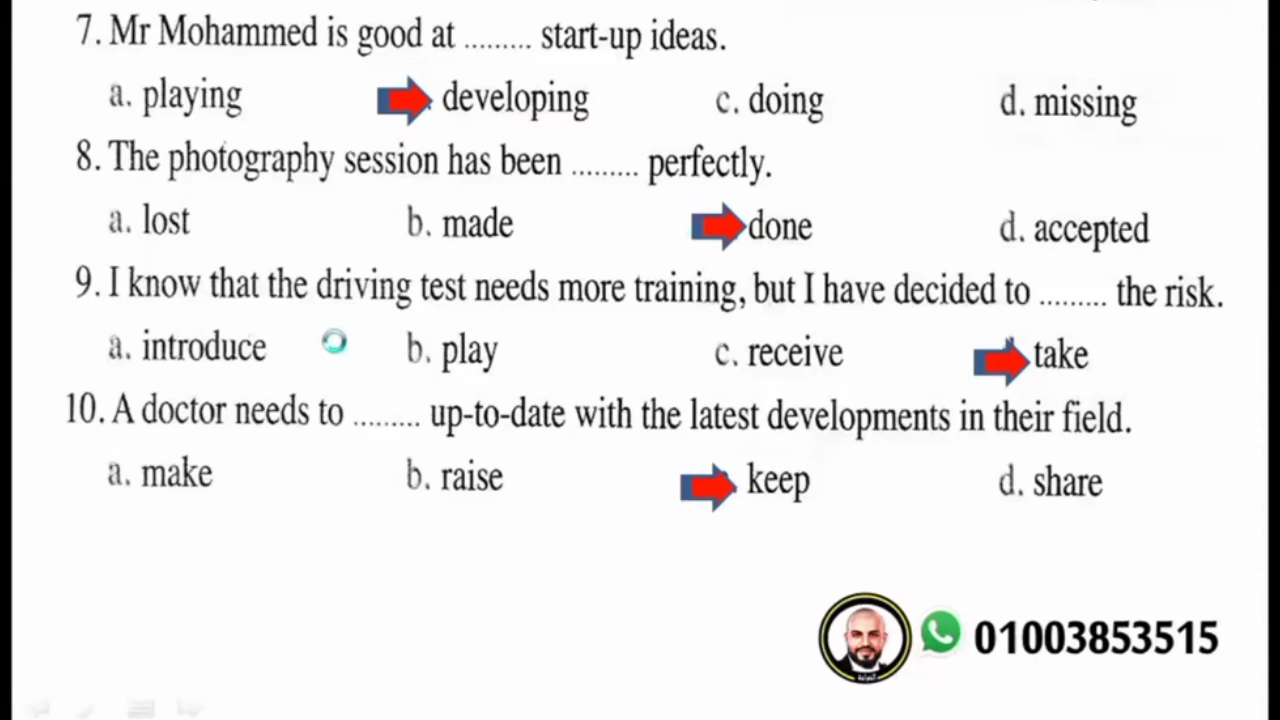 7. Mr Mohammed is good at ......... start-up ideas.
a. playing developing c. doing d. missing
8. The photography session has been ......... perfectly.
a. lost b. made done d. accepted
9. I know that the driving test needs more training, but I have decided to ......... the risk.
a. introduce b. play c. receive take
10. A doctor needs to ......... up-to-date with the latest developments in their field.
a. make b. raise keep d. share
01003853515